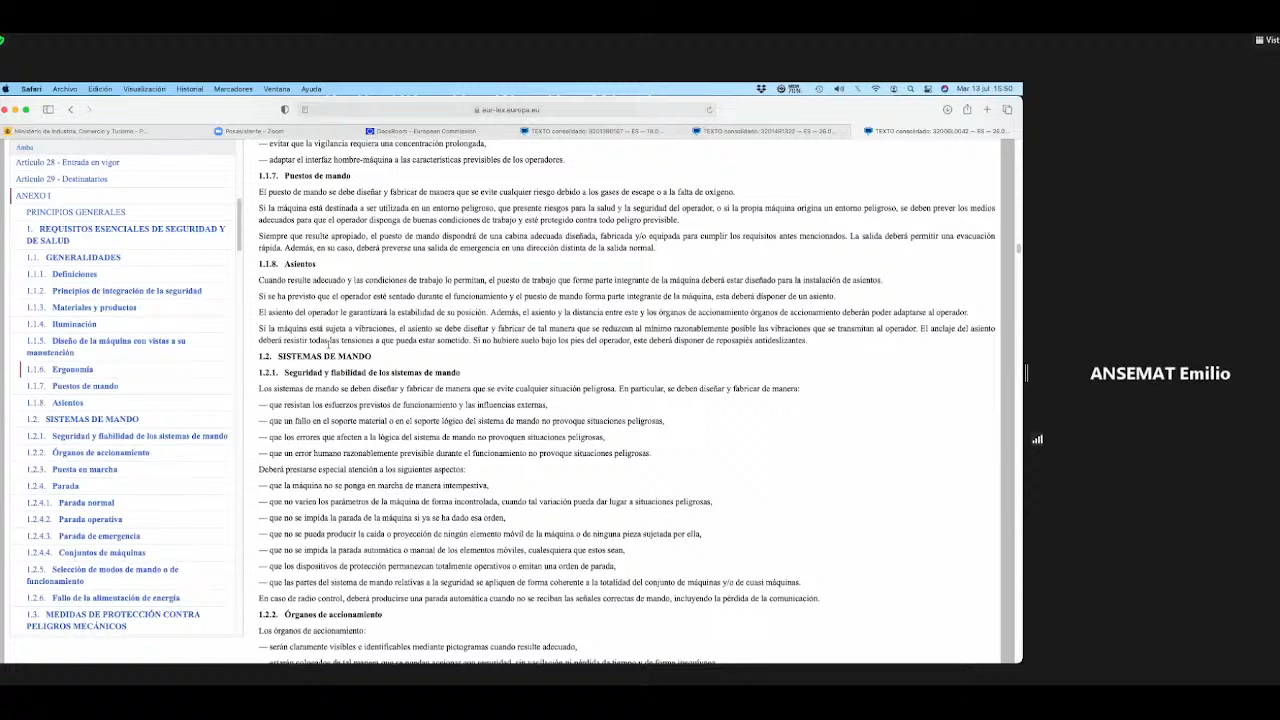 Vist
Safari Archivo Edición Visualización Historial Marcadores Ventana Ayuda
Mar 13 jul 15:50
eur-lex.europa.eu
Ministerio de Industria, Comercio y Turismo - P...
Posasistente - Zoom
DocsRoom - European Commission
TEXTO consolidado:
TEXTO consolidado:
TEXTO consolidado: 32006L0042 — ES — 26.0...
Artículo 28 - Entrada en vigor
Artículo 29 - Destinatarios
ANEXO I
PRINCIPIOS GENERALES
1. REQUISITOS ESENCIALES DE SEGURIDAD Y
DE SALUD
1.1. GENERALIDADES
1.1.1. Definiciones
1.1.2. Principios de integración de la seguridad
1.1.3. Materiales y productos
1.1.4. Iluminación
1.1.5. Diseño de la máquina con vistas a su
manutención
1.1.6. Ergonomía
1.1.7. Puestos de mando
1.1.8. Asientos
1.2. SISTEMAS DE MANDO
1.2.1. Seguridad y fiabilidad de los sistemas de mando
1.2.2. Órganos de accionamiento
1.2.3. Puesta en marcha
1.2.4. Parada
1.2.4.1. Parada normal
1.2.4.2. Parada operativa
1.2.4.3. Parada de emergencia
1.2.4.4. Conjuntos de máquinas
1.2.5. Selección de modos de mando o de
funcionamiento
1.2.6. Fallo de la alimentación de energía
1.3. MEDIDAS DE PROTECCIÓN CONTRA
PELIGROS MECÁNICOS
— evitar que la vigilancia requiera una concentración prolongada,
— adaptar el interfaz hombre-máquina a las características previsibles de los operadores.
1.1.7. Puestos de mando
El puesto de mando se debe diseñar y fabricar de manera que se evite cualquier riesgo debido a los gases de escape o a la falta de oxígeno.
Si la máquina está destinada a ser utilizada en un entorno peligroso, que presente riesgos para la salud y la seguridad del operador, o si la propia máquina origina un entorno peligroso, se deben prever los medios
adecuados para que el operador disponga de buenas condiciones de trabajo y esté protegido contra todo peligro previsible.
Siempre que resulte apropiado, el puesto de mando dispondrá de una cabina adecuada diseñada, fabricada y/o equipada para cumplir los requisitos antes mencionados. La salida deberá permitir una evacuación
rápida. Además, en su caso, deberá preverse una salida de emergencia en una dirección distinta de la salida normal.
1.1.8. Asientos
Cuando resulte adecuado y las condiciones de trabajo lo permitan, el puesto de trabajo que forme parte integrante de la máquina deberá estar diseñado para la instalación de asientos.
Si se ha previsto que el operador esté sentado durante el funcionamiento y el puesto de mando forma parte integrante de la máquina, esta deberá disponer de un asiento.
El asiento del operador le garantizará la estabilidad de su posición. Además, el asiento y la distancia entre este y los órganos de accionamiento órganos de accionamiento deberán poder adaptarse al operador.
Si la máquina está sujeta a vibraciones, el asiento se debe diseñar y fabricar de tal manera que se reduzcan al mínimo razonablemente posible las vibraciones que se transmitan al operador. El anclaje del asiento
deberá resistir todas las tensiones a que pueda estar sometido. Si no hubiere suelo bajo los pies del operador, este deberá disponer de reposapiés antideslizantes.
1.2. SISTEMAS DE MANDO
1.2.1. Seguridad y fiabilidad de los sistemas de mando
Los sistemas de mando se deben diseñar y fabricar de manera que se evite cualquier situación peligrosa. En particular, se deben diseñar y fabricar de manera:
— que resistan los esfuerzos previstos de funcionamiento y las influencias externas,
— que un fallo en el soporte material o en el soporte lógico del sistema de mando no provoque situaciones peligrosas,
— que los errores que afecten a la lógica del sistema de mando no provoquen situaciones peligrosas,
— que un error humano razonablemente previsible durante el funcionamiento no provoque situaciones peligrosas.
Deberá prestarse especial atención a los siguientes aspectos:
— que la máquina no se ponga en marcha de manera intempestiva,
— que no varíen los parámetros de la máquina de forma incontrolada, cuando tal variación pueda dar lugar a situaciones peligrosas,
— que no se impida la parada de la máquina si ya se ha dado esa orden,
— que no se pueda producir la caída o proyección de ningún elemento móvil de la máquina o de ninguna pieza sujetada por ella,
— que no se impida la parada automática o manual de los elementos móviles, cualesquiera que estos sean,
— que los dispositivos de protección permanezcan totalmente operativos o emitan una orden de parada,
— que las partes del sistema de mando relativas a la seguridad se apliquen de forma coherente a la totalidad del conjunto de máquinas y/o de cuasi máquinas.
En caso de radio control, deberá producirse una parada automática cuando no se reciban las señales correctas de mando, incluyendo la pérdida de la comunicación.
1.2.2. Órganos de accionamiento
Los órganos de accionamiento:
— serán claramente visibles e identificables mediante pictogramas cuando resulte adecuado,
ANSEMAT Emilio